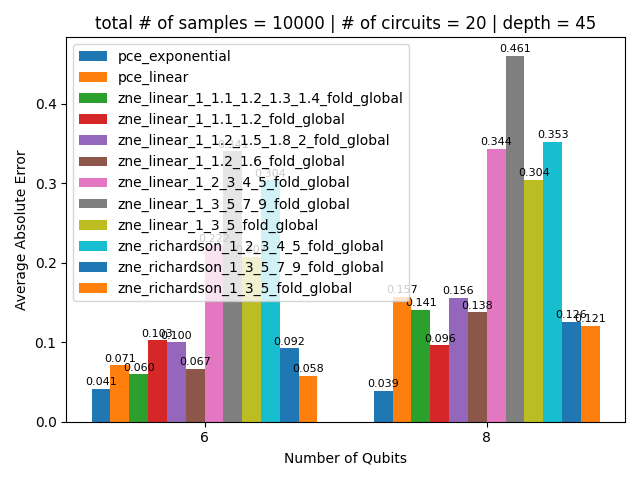 total # of samples = 10000 | # of circuits = 20 | depth = 45
pce_exponential
pce_linear
zne_linear_1_1.1_1.2_1.3_1.4_fold_global
zne_linear_1_1.1_1.2_fold_global
zne_linear_1_1.2_1.5_1.8_2_fold_global
zne_linear_1_1.2_1.6_fold_global
zne_linear_1_2_3_4_5_fold_global
zne_linear_1_3_5_7_9_fold_global
zne_linear_1_3_5_fold_global
zne_richardson_1_2_3_4_5_fold_global
zne_richardson_1_3_5_7_9_fold_global
zne_richardson_1_3_5_fold_global
Average Absolute Error
0.4
0.3
0.2
0.1
0.0
0.041
0.071
0.060
0.103
0.100
0.067
0.304
0.092
0.058
0.039
0.157
0.141
0.096
0.156
0.138
0.344
0.461
0.304
0.353
0.126
0.121
6
8
Number of Qubits